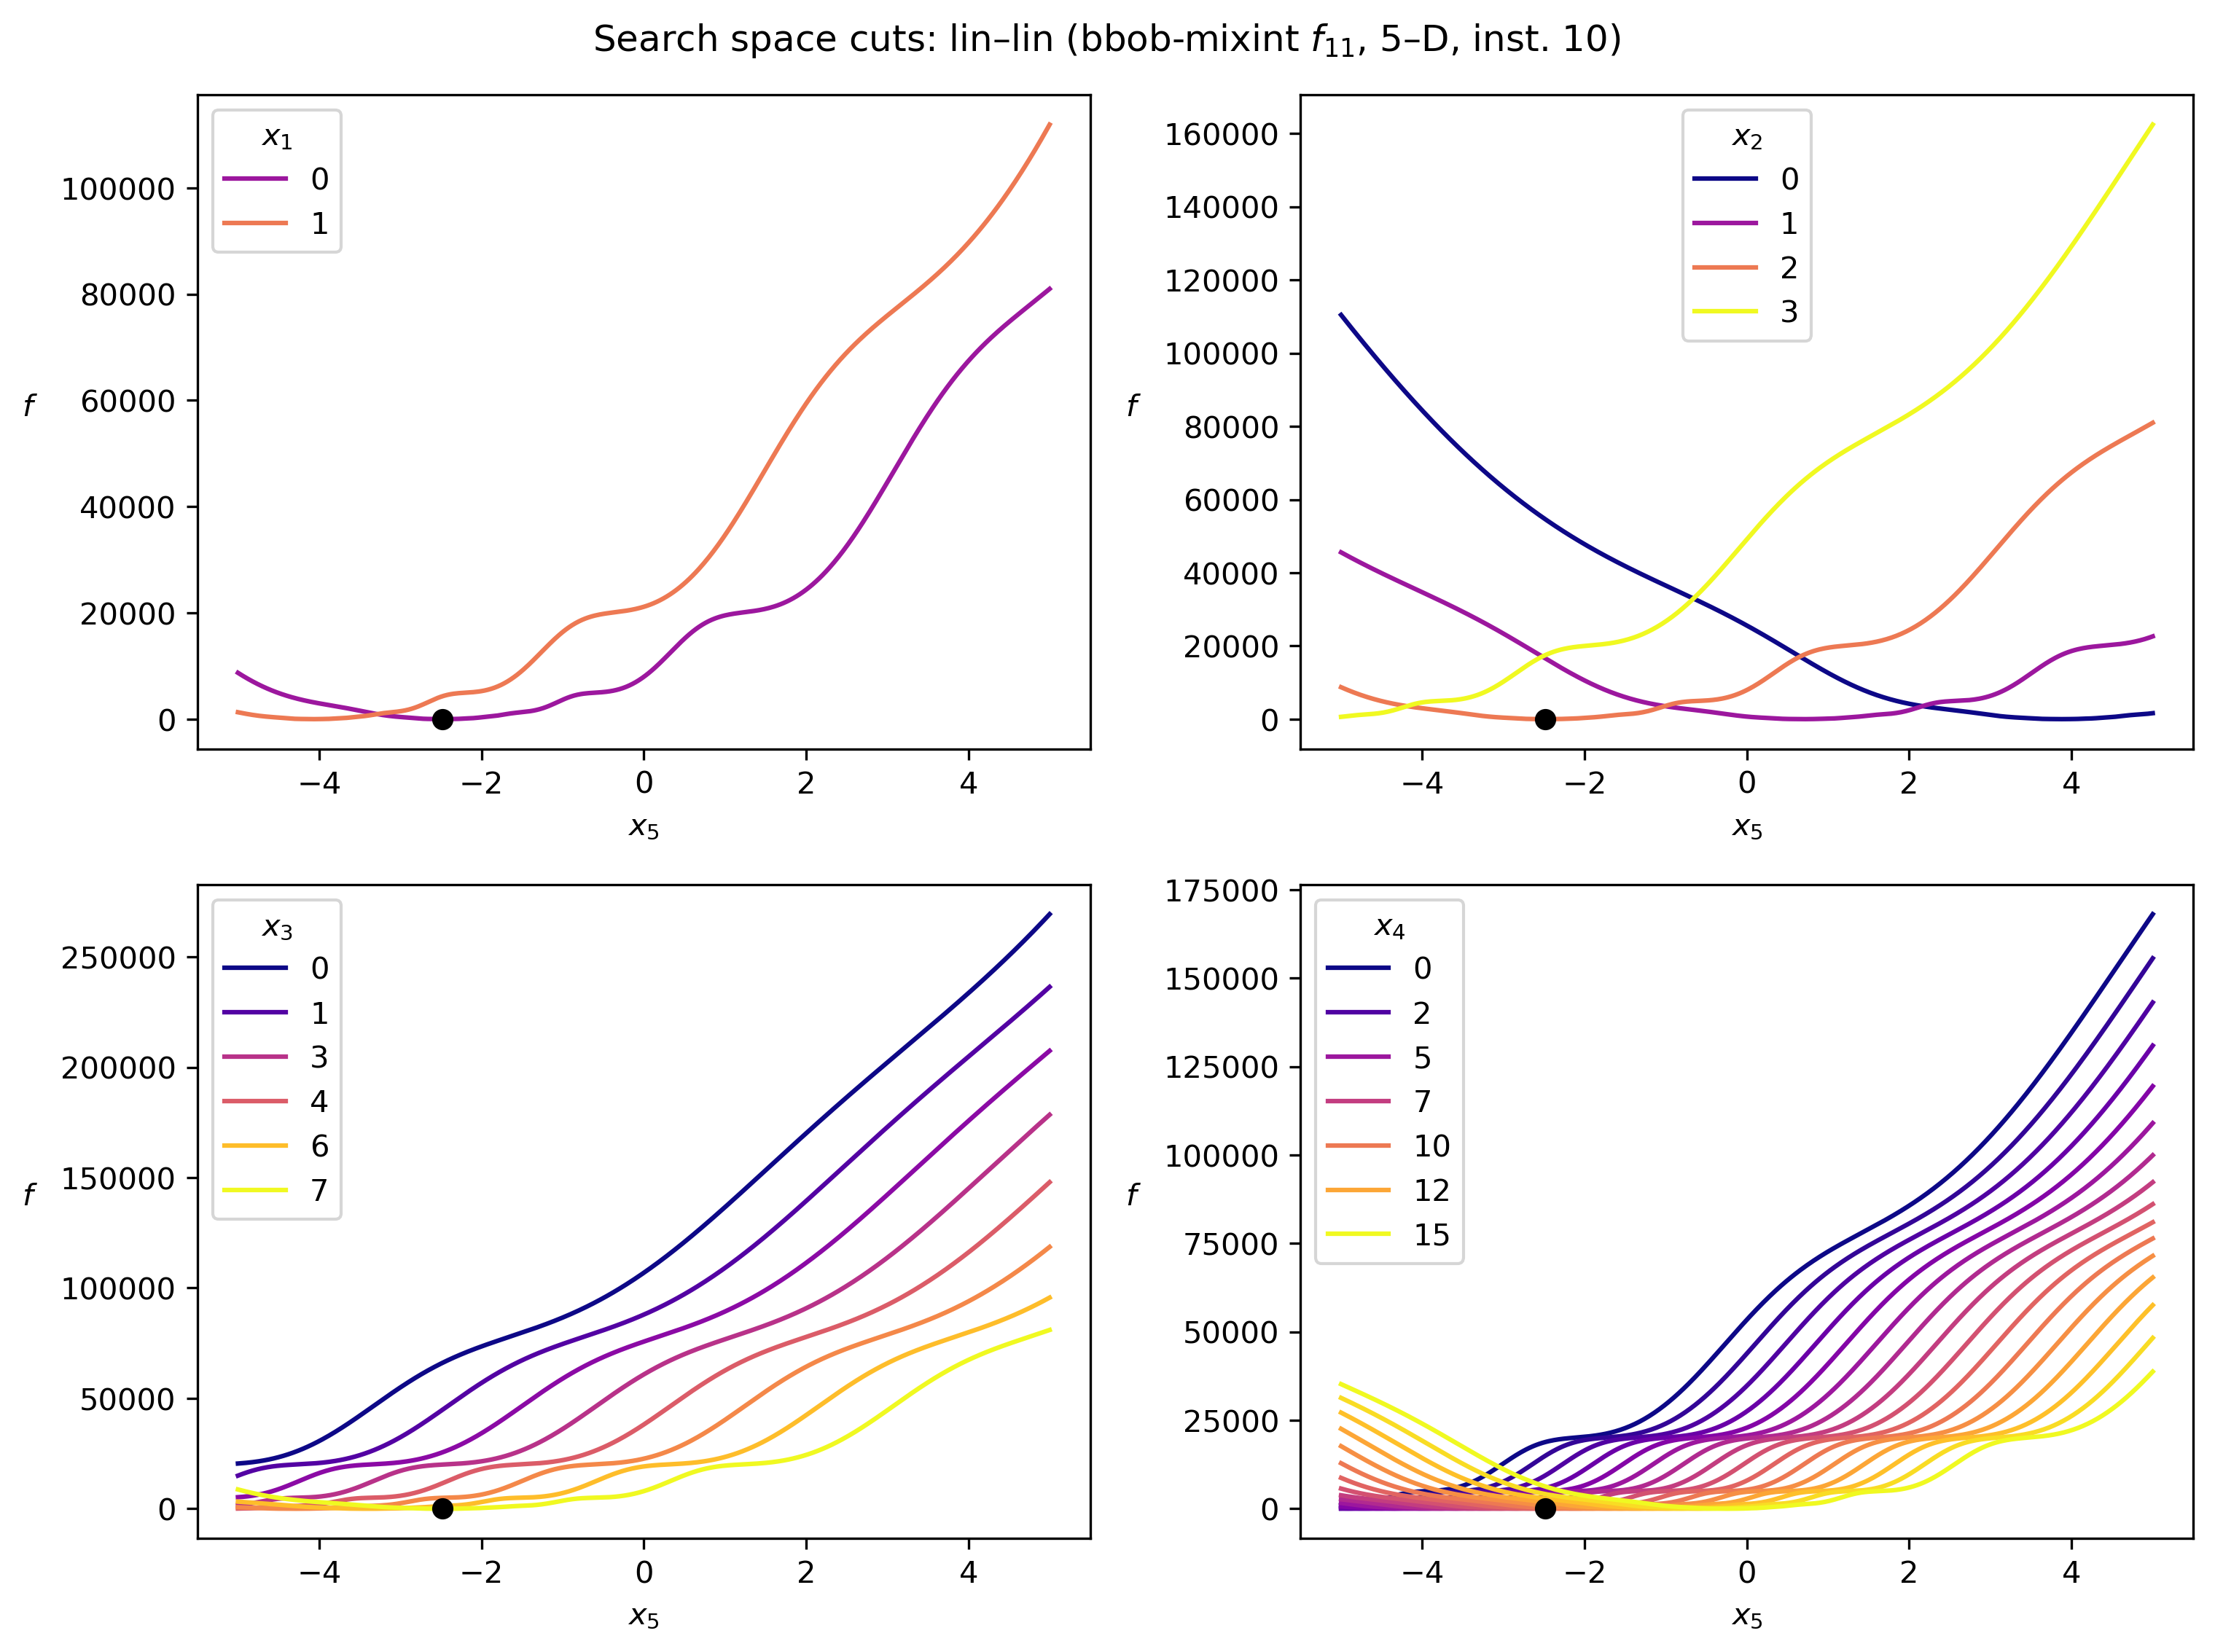 Search space cuts: lin–lin (bbob-mixint f₁₁, 5–D, inst. 10)
x₁
0
1
100000
80000
60000
40000
20000
0
f
−4 −2 0 2 4
x₅
x₂
0
1
2
3
160000
140000
120000
100000
80000
60000
40000
20000
0
f
−4 −2 0 2 4
x₅
x₃
0
1
3
4
6
7
250000
200000
150000
100000
50000
0
f
−4 −2 0 2 4
x₅
x₄
0
2
5
7
10
12
15
175000
150000
125000
100000
75000
50000
25000
0
f
−4 −2 0 2 4
x₅